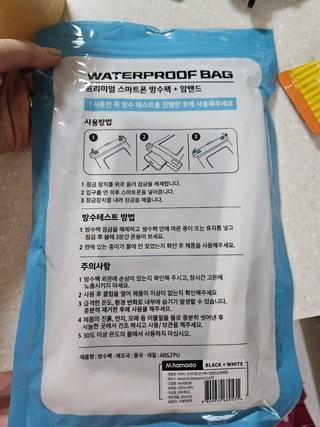 WATERPROOF BAG
프리미엄 스마트폰 방수팩 + 암밴드
! 사용전 꼭 방수 테스트를 진행한 후에 사용해주세요
사용방법
1 2 3
1 잠금 장치를 위로 올려 잠금을 해제합니다.
2 입구를 연 이후 스마트폰을 넣어줍니다.
3 잠금장치를 내려 잠금을 해줍니다.
방수테스트 방법
1 방수팩 잠금을 해제하고 방수팩 안에 마른 종이 또는 휴지를 넣고
잠금 후 물에 3분간 흔들어 보세요.
2 안에 있는 종이가 물에 안 젖었는지 확인 후 제품을 사용해주세요.
주의사항
1 방수팩 외관에 손상이 있는지 확인해 주시고, 장시간 고온에
노출시키지 마세요.
2 사용 후 클립을 열어 제품이 이상이 없는지 확인해주세요
3 급격한 온도, 환경 변화로 내부에 습기가 발생할 수 있습니다.
충분히 제거한 후에 사용해 주세요.
4 제품의 진흙, 먼지, 모래 등 이물질을 물로 충분히 씻어낸 후
서늘한 곳에서 건조 하시고 사용/ 보관을 해주세요.
5 30도 이상 온도의 물에서 사용하지 마십시오.
· 제품명 : 방수팩 · 제조국 : 중국 · 재질 : ABS,TPU
hamada
BLACK + WHITE